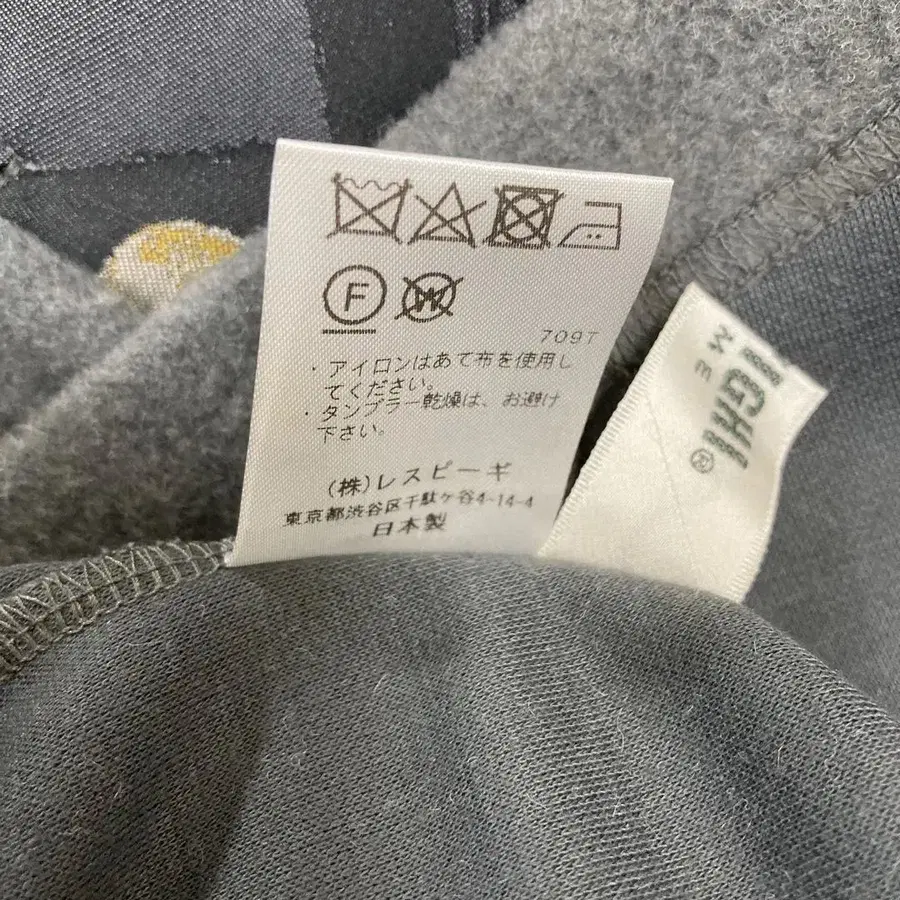 F
W
709T
・アイロンはあて布を使用し
てください。
・タンブラー乾燥は、お避け
下さい。
(株)レスピーギ
東京都渋谷区千駄ケ谷4-14-4
日本製
GHI®